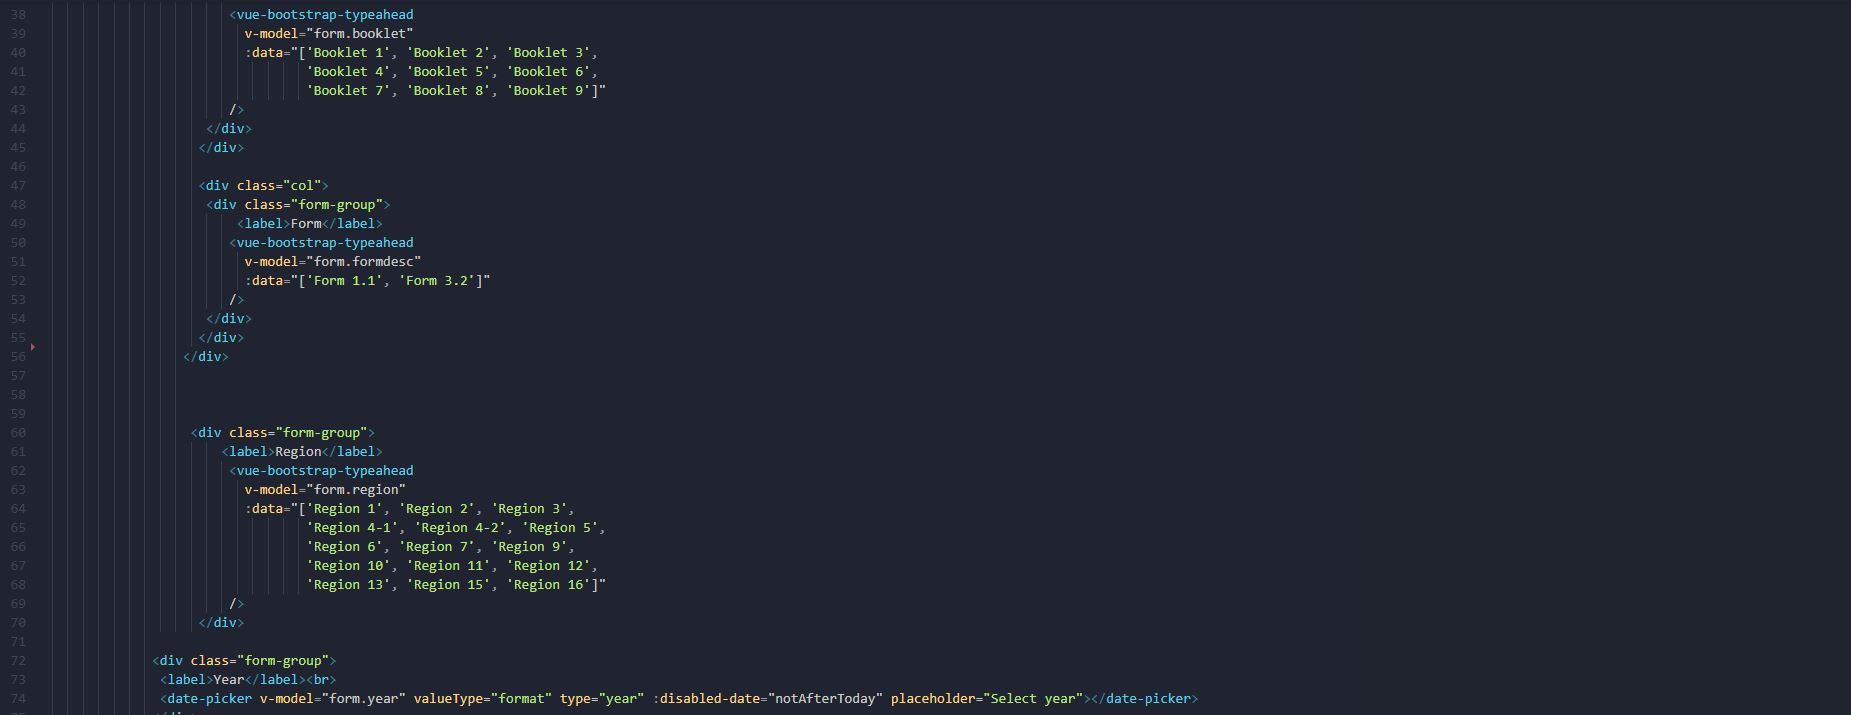 38 <vue-bootstrap-typeahead
39 v-model="form.booklet"
40 :data="['Booklet 1', 'Booklet 2', 'Booklet 3',
41 'Booklet 4', 'Booklet 5', 'Booklet 6',
42 'Booklet 7', 'Booklet 8', 'Booklet 9']"
43 />
44 </div>
45 </div>
46
47 <div class="col">
48 <div class="form-group">
49 <label>Form</label>
50 <vue-bootstrap-typeahead
51 v-model="form.formdesc"
52 :data="['Form 1.1', 'Form 3.2']"
53 />
54 </div>
55 </div>
56 </div>
57
58
59
60 <div class="form-group">
61 <label>Region</label>
62 <vue-bootstrap-typeahead
63 v-model="form.region"
64 :data="['Region 1', 'Region 2', 'Region 3',
65 'Region 4-1', 'Region 4-2', 'Region 5',
66 'Region 6', 'Region 7', 'Region 9',
67 'Region 10', 'Region 11', 'Region 12',
68 'Region 13', 'Region 15', 'Region 16']"
69 />
70 </div>
71
72 <div class="form-group">
73 <label>Year</label><br>
74 <date-picker v-model="form.year" valueType="format" type="year" :disabled-date="notAfterToday" placeholder="Select year"></date-picker>